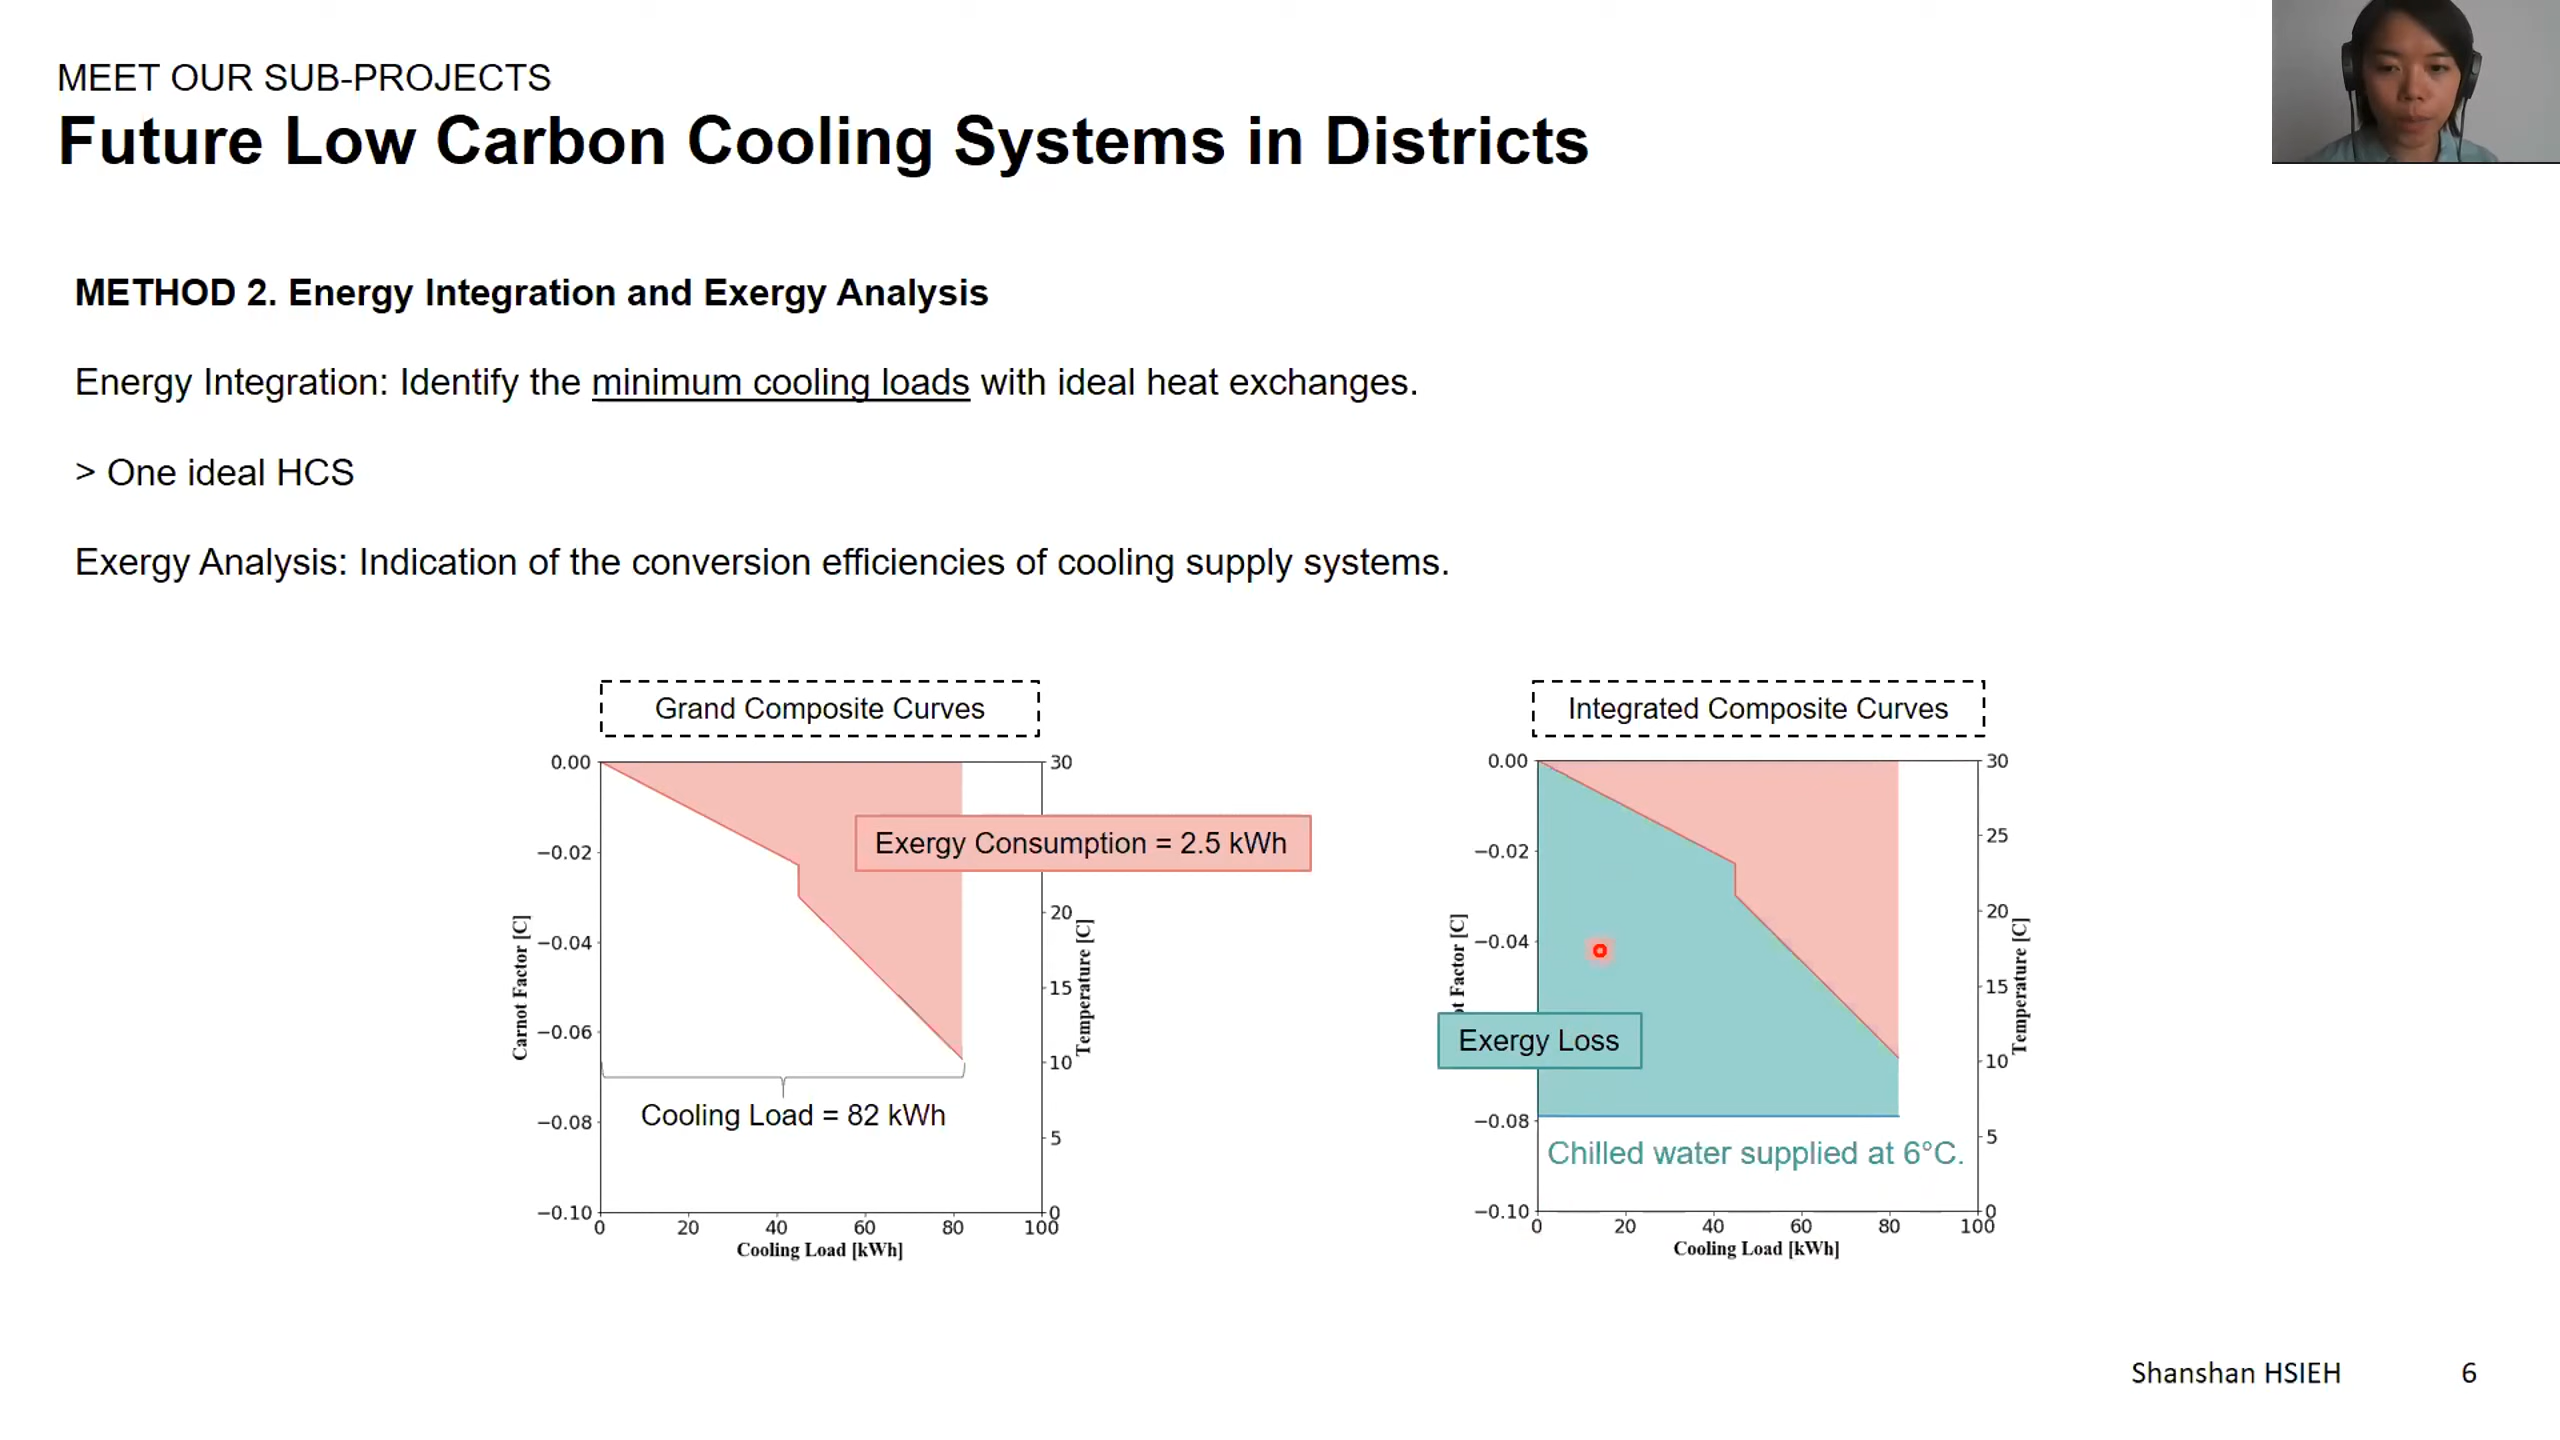 MEET OUR SUB-PROJECTS
Future Low Carbon Cooling Systems in Districts
METHOD 2. Energy Integration and Exergy Analysis
Energy Integration: Identify the minimum cooling loads with ideal heat exchanges.
> One ideal HCS
Exergy Analysis: Indication of the conversion efficiencies of cooling supply systems.
Grand Composite Curves
0.00
−0.02
−0.04
−0.06
−0.08
−0.10
Carnot Factor [C]
30
20
15
10
5
0
Temperature [C]
Exergy Consumption = 2.5 kWh
Cooling Load = 82 kWh
0 20 40 60 80 100
Cooling Load [kWh]
Integrated Composite Curves
0.00
−0.02
−0.04
−0.08
−0.10
t Factor [C]
30
25
20
15
10
5
0
Temperature [C]
Exergy Loss
Chilled water supplied at 6°C.
0 20 40 60 80 100
Cooling Load [kWh]
Shanshan HSIEH 6